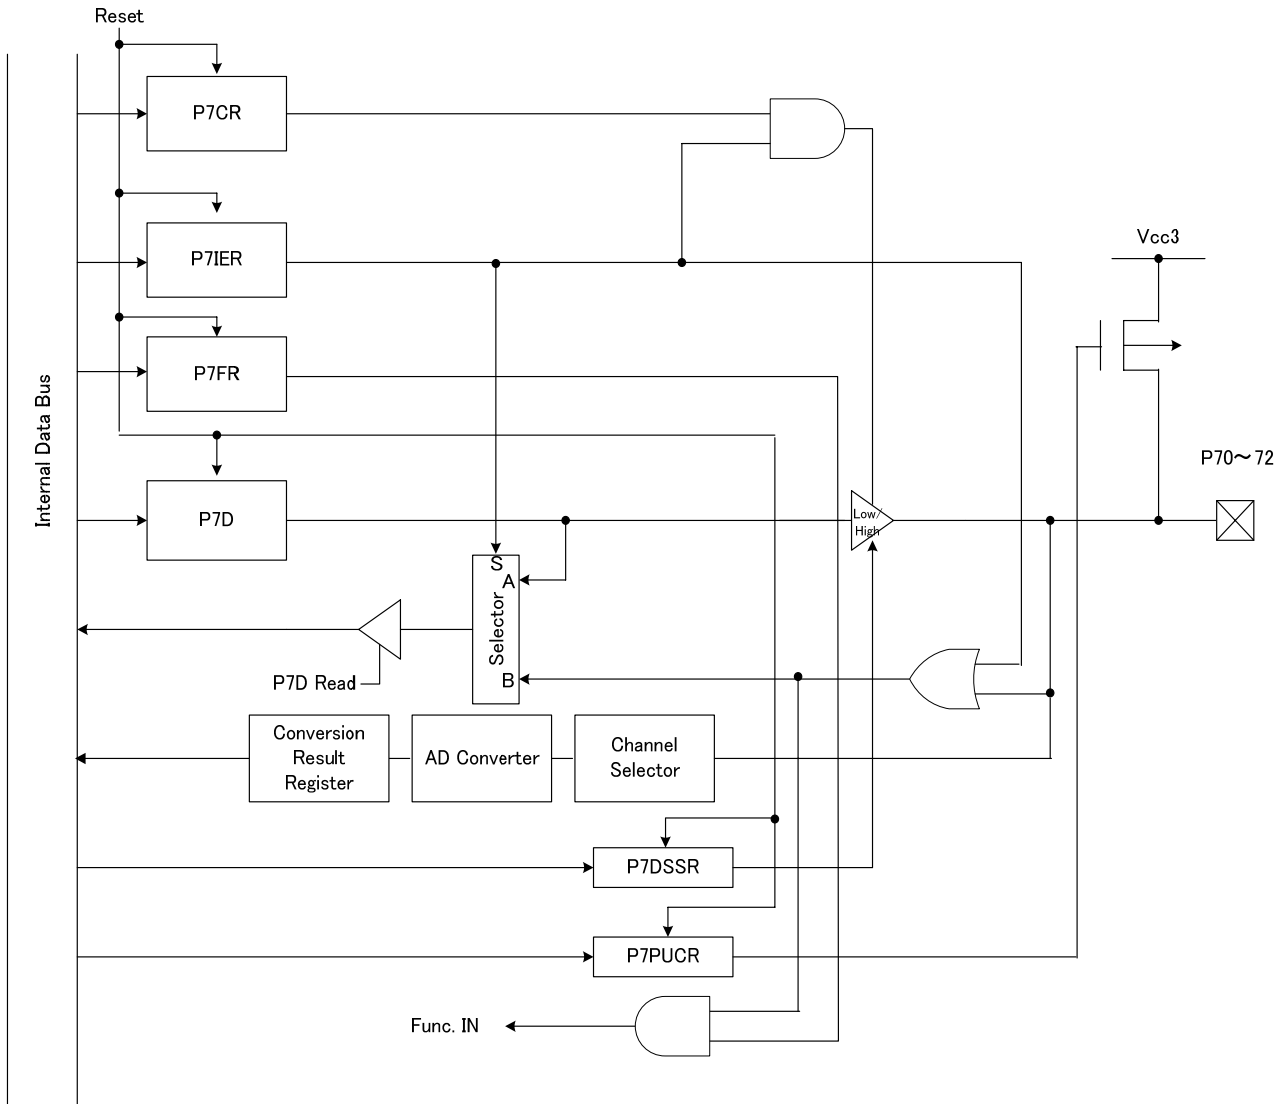 Reset
P7CR
P7IER
Vcc3
P7FR
Internal Data Bus
P70～72
P7D
Low/
High
S
A
Selector
B
P7D Read
Conversion
Result
Register
AD Converter
Channel
Selector
P7DSSR
P7PUCR
Func. IN